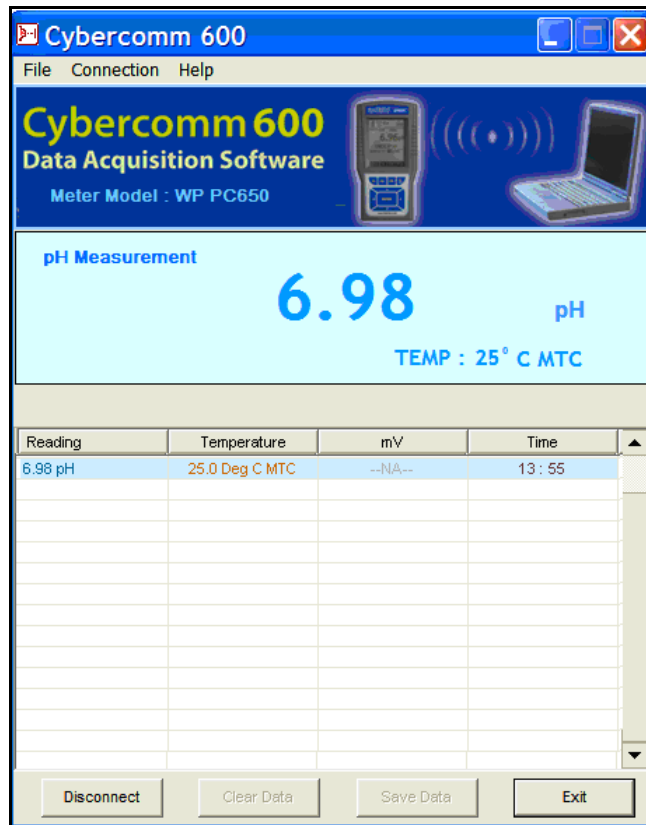 Cybercomm 600
File Connection Help
Cybercomm 600
Data Acquisition Software
Meter Model : WP PC650
pH Measurement
6.98 pH
TEMP : 25° C MTC
Reading Temperature mV Time
6.98 pH 25.0 Deg C MTC --NA-- 13 : 55
Disconnect Clear Data Save Data Exit